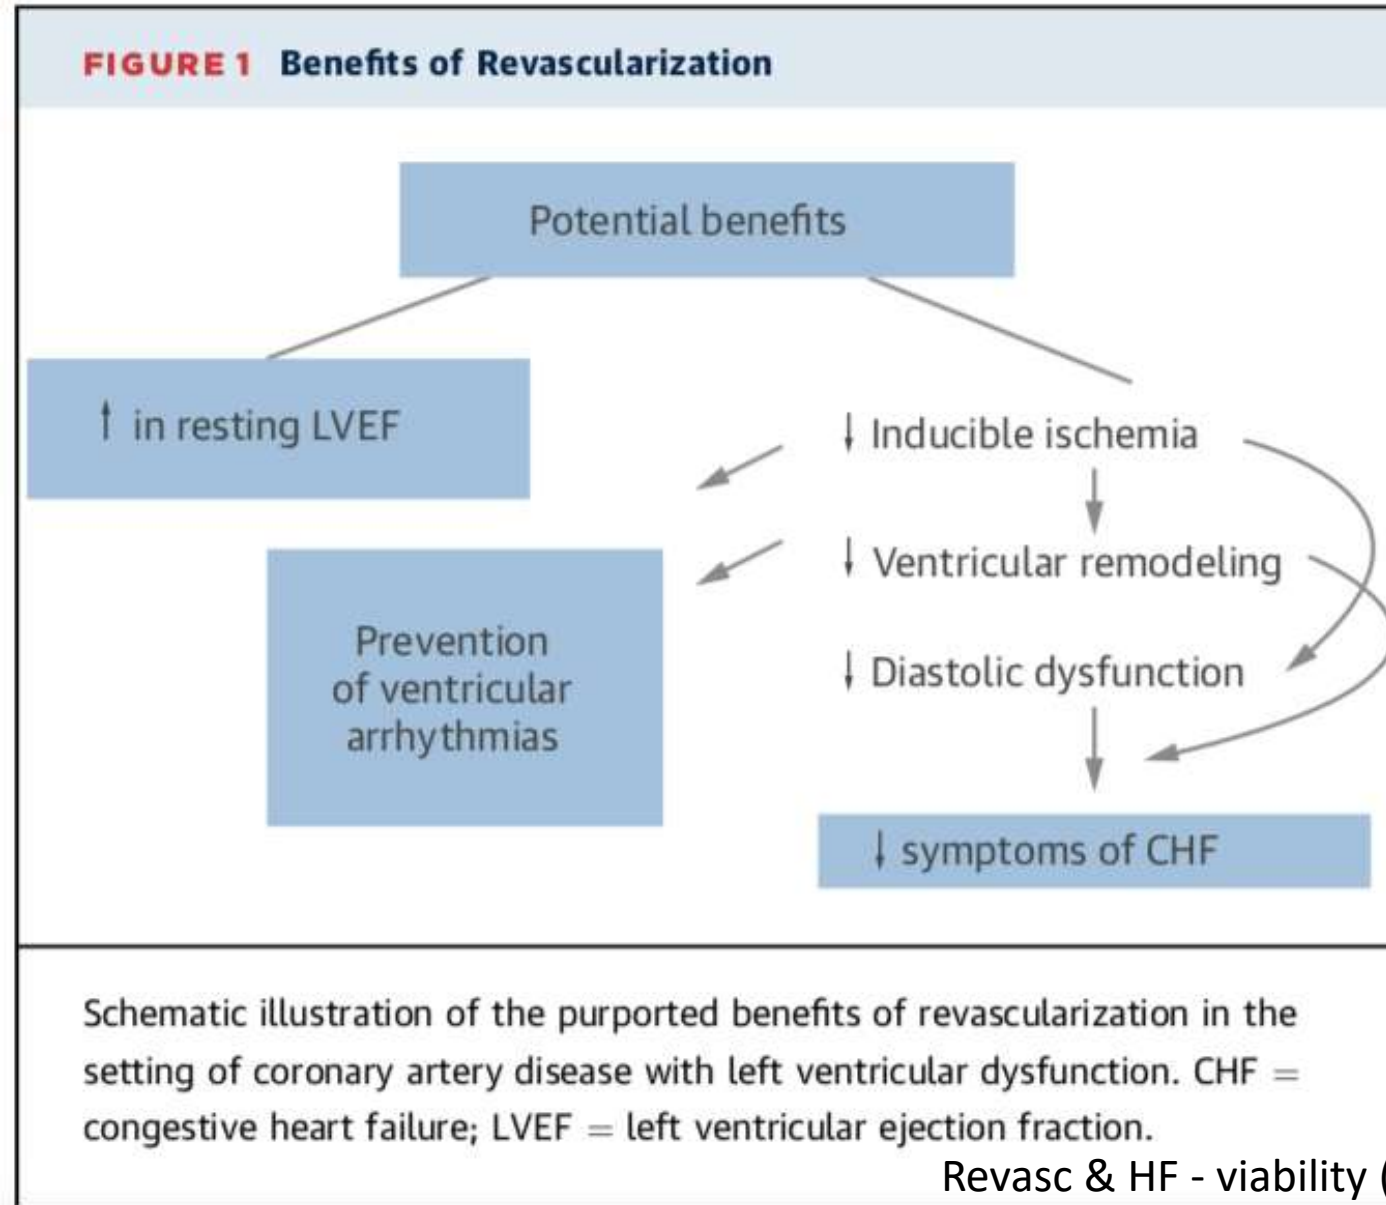 FIGURE 1 Benefits of Revascularization
Potential benefits
↑ in resting LVEF
↓ Inducible ischemia
↓ Ventricular remodeling
↓ Diastolic dysfunction
Prevention
of ventricular
arrhythmias
↓ symptoms of CHF
Schematic illustration of the purported benefits of revascularization in the
setting of coronary artery disease with left ventricular dysfunction. CHF =
congestive heart failure; LVEF = left ventricular ejection fraction.
Revasc & HF - viability (